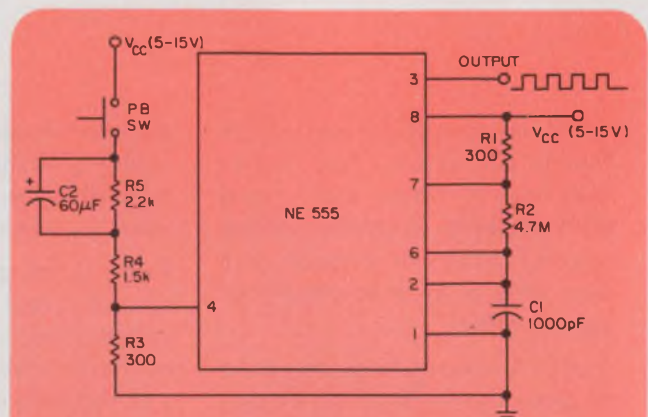 VCC (5-15V)
PB
SW
+
C2
60µF
R5
2.2k
R4
1.5k
R3
300
4
NE 555
3
OUTPUT
8
VCC (5-15V)
R1
300
7
R2
4.7M
6
2
C1
1000pF
1